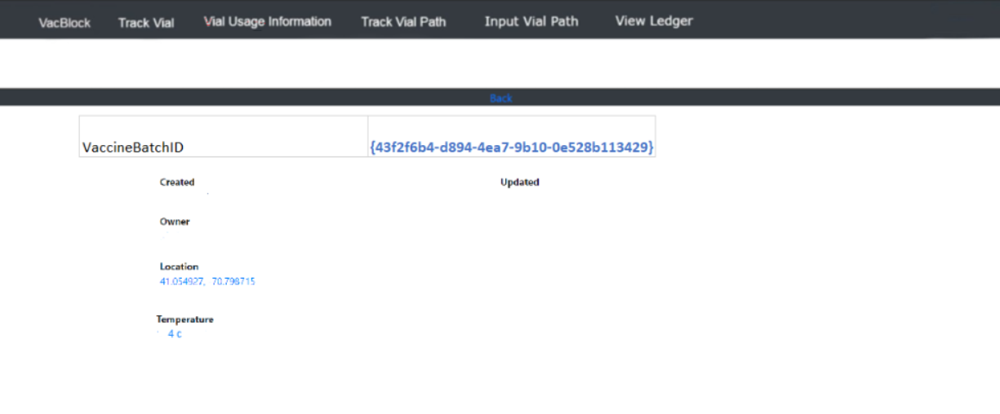 VacBlock Track Vial Vial Usage Information Track Vial Path Input Vial Path View Ledger
Back
VaccineBatchID {43f2f6b4-d894-4ea7-9b10-0e528b113429}
Created Updated
Owner
Location
41.054927, 70.798715
Temperature
4 c